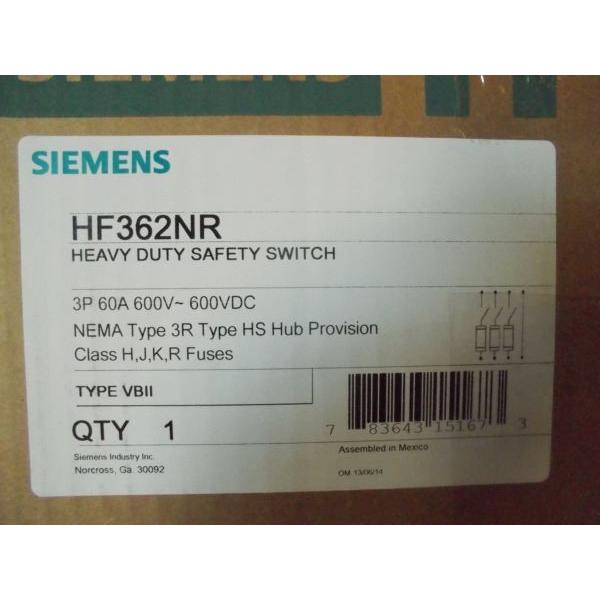 SIEMENS
SIEMENS
HF362NR
HEAVY DUTY SAFETY SWITCH
3P 60A 600V~ 600VDC
NEMA Type 3R Type HS Hub Provision
Class H,J,K,R Fuses
TYPE VBII
QTY 1
7 83643 15167 3
Siemens Industry Inc.
Norcross, Ga. 30092
Assembled in Mexico
OM 13/06/14